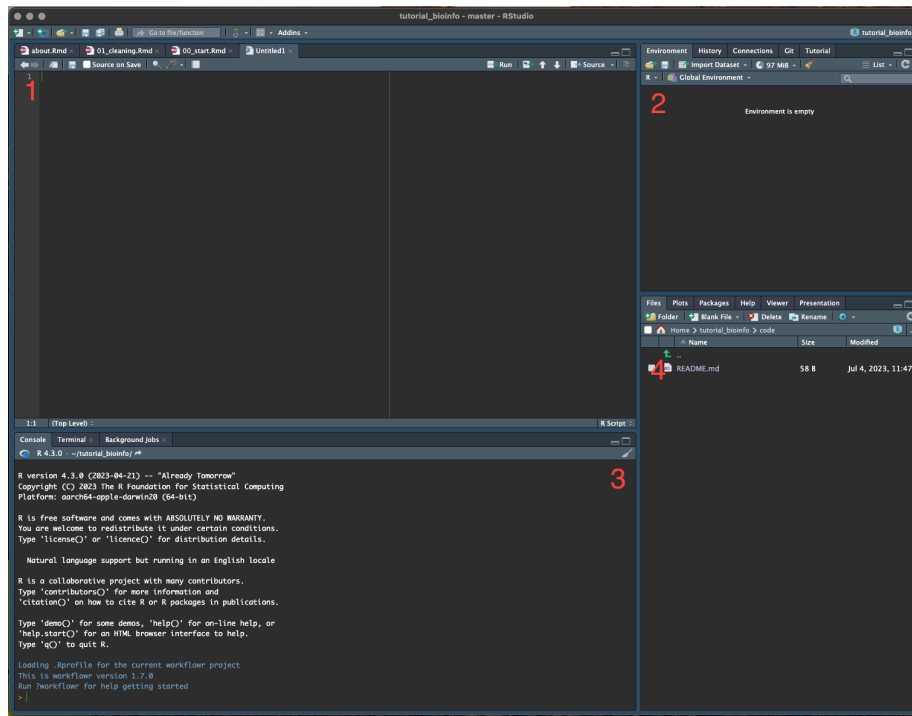 tutorial_bioinfo - master - RStudio
Go to file/function Addins tutorial_bioinfo
about.Rmd 01_cleaning.Rmd 00_start.Rmd Untitled1
Source on Save Run Source
1
1
1:1 (Top Level) R Script
Environment History Connections Git Tutorial
Import Dataset 97 MiB List
R Global Environment
2
Environment is empty
Files Plots Packages Help Viewer Presentation
Folder Blank File Delete Rename
Home > tutorial_bioinfo > code
Name Size Modified
..
4
README.md 58 B Jul 4, 2023, 11:47
Console Terminal Background Jobs
R 4.3.0 · ~/tutorial_bioinfo/
3
R version 4.3.0 (2023-04-21) -- "Already Tomorrow"
Copyright (C) 2023 The R Foundation for Statistical Computing
Platform: aarch64-apple-darwin20 (64-bit)
R is free software and comes with ABSOLUTELY NO WARRANTY.
You are welcome to redistribute it under certain conditions.
Type 'license()' or 'licence()' for distribution details.
Natural language support but running in an English locale
R is a collaborative project with many contributors.
Type 'contributors()' for more information and
'citation()' on how to cite R or R packages in publications.
Type 'demo()' for some demos, 'help()' for on-line help, or
'help.start()' for an HTML browser interface to help.
Type 'q()' to quit R.
Loading .Rprofile for the current workflowr project
This is workflowr version 1.7.0
Run ?workflowr for help getting started
>